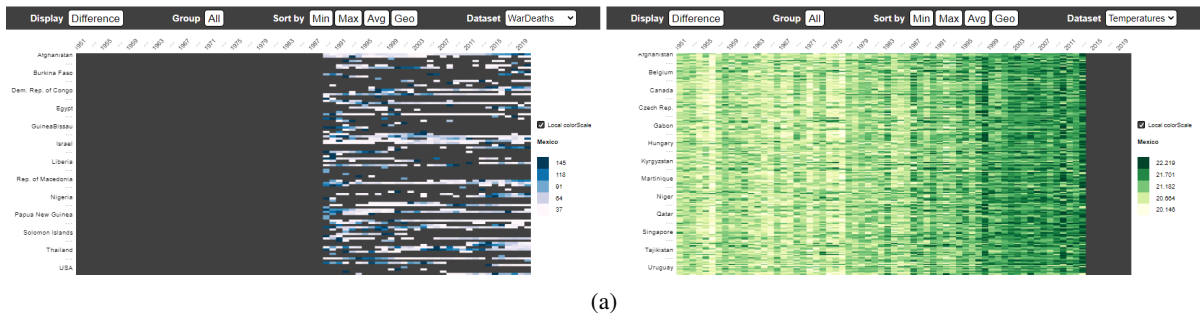 Display Difference Group All Sort by Min Max Avg Geo Dataset WarDeaths
1951 ... 1955 ... 1959 ... 1963 ... 1967 ... 1971 ... 1975 ... 1979 ... 1983 ... 1987 ... 1991 ... 1995 ... 1999 ... 2003 ... 2007 ... 2011 ... 2015 ... 2019 ...
Afghanistan
...
Burkina Faso
...
Dem. Rep. of Congo
...
Egypt
...
GuineaBissau
...
Israel
...
Liberia
...
Rep. of Macedonia
...
Nigeria
...
Papua New Guinea
...
Solomon Islands
...
Thailand
...
USA
Local colorScale
Mexico
145
118
91
64
37
Display Difference Group All Sort by Min Max Avg Geo Dataset Temperatures
1951 ... 1955 ... 1959 ... 1963 ... 1967 ... 1971 ... 1975 ... 1979 ... 1983 ... 1987 ... 1991 ... 1995 ... 1999 ... 2003 ... 2007 ... 2011 ... 2015 ... 2019 ...
Afghanistan
...
Belgium
...
Canada
...
Czech Rep.
...
Gabon
...
Hungary
...
Kyrgyzstan
...
Martinique
...
Niger
...
Qatar
...
Singapore
...
Tajikistan
...
Uruguay
Local colorScale
Mexico
22.219
21.701
21.182
20.664
20.146
(a)